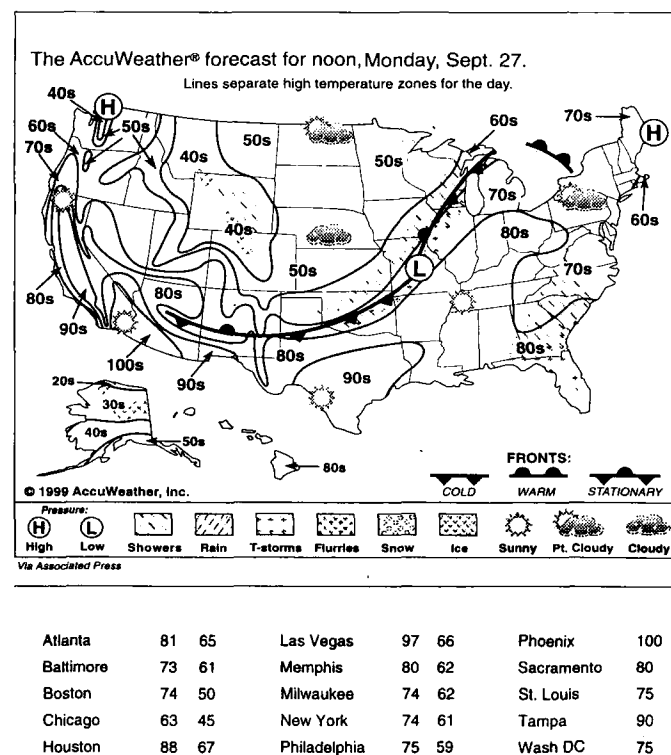 The AccuWeather® forecast for noon, Monday, Sept. 27.
Lines separate high temperature zones for the day.
40s
H
60s
50s
70s
40s
50s
50s
60s
70s
H
70s
60s
40s
80s
50s
L
70s
80s
90s
80s
100s
90s
80s
90s
80s
20s
30s
40s
50s
80s
FRONTS:
COLD WARM STATIONARY
© 1999 AccuWeather, Inc.
Pressure:
H L
High Low Showers Rain T-storms Flurries Snow Ice Sunny Pt. Cloudy Cloudy
Via Associated Press
Atlanta 81 65 Las Vegas 97 66 Phoenix 100
Baltimore 73 61 Memphis 80 62 Sacramento 80
Boston 74 50 Milwaukee 74 62 St. Louis 75
Chicago 63 45 New York 74 61 Tampa 90
Houston 88 67 Philadelphia 75 59 Wash DC 75